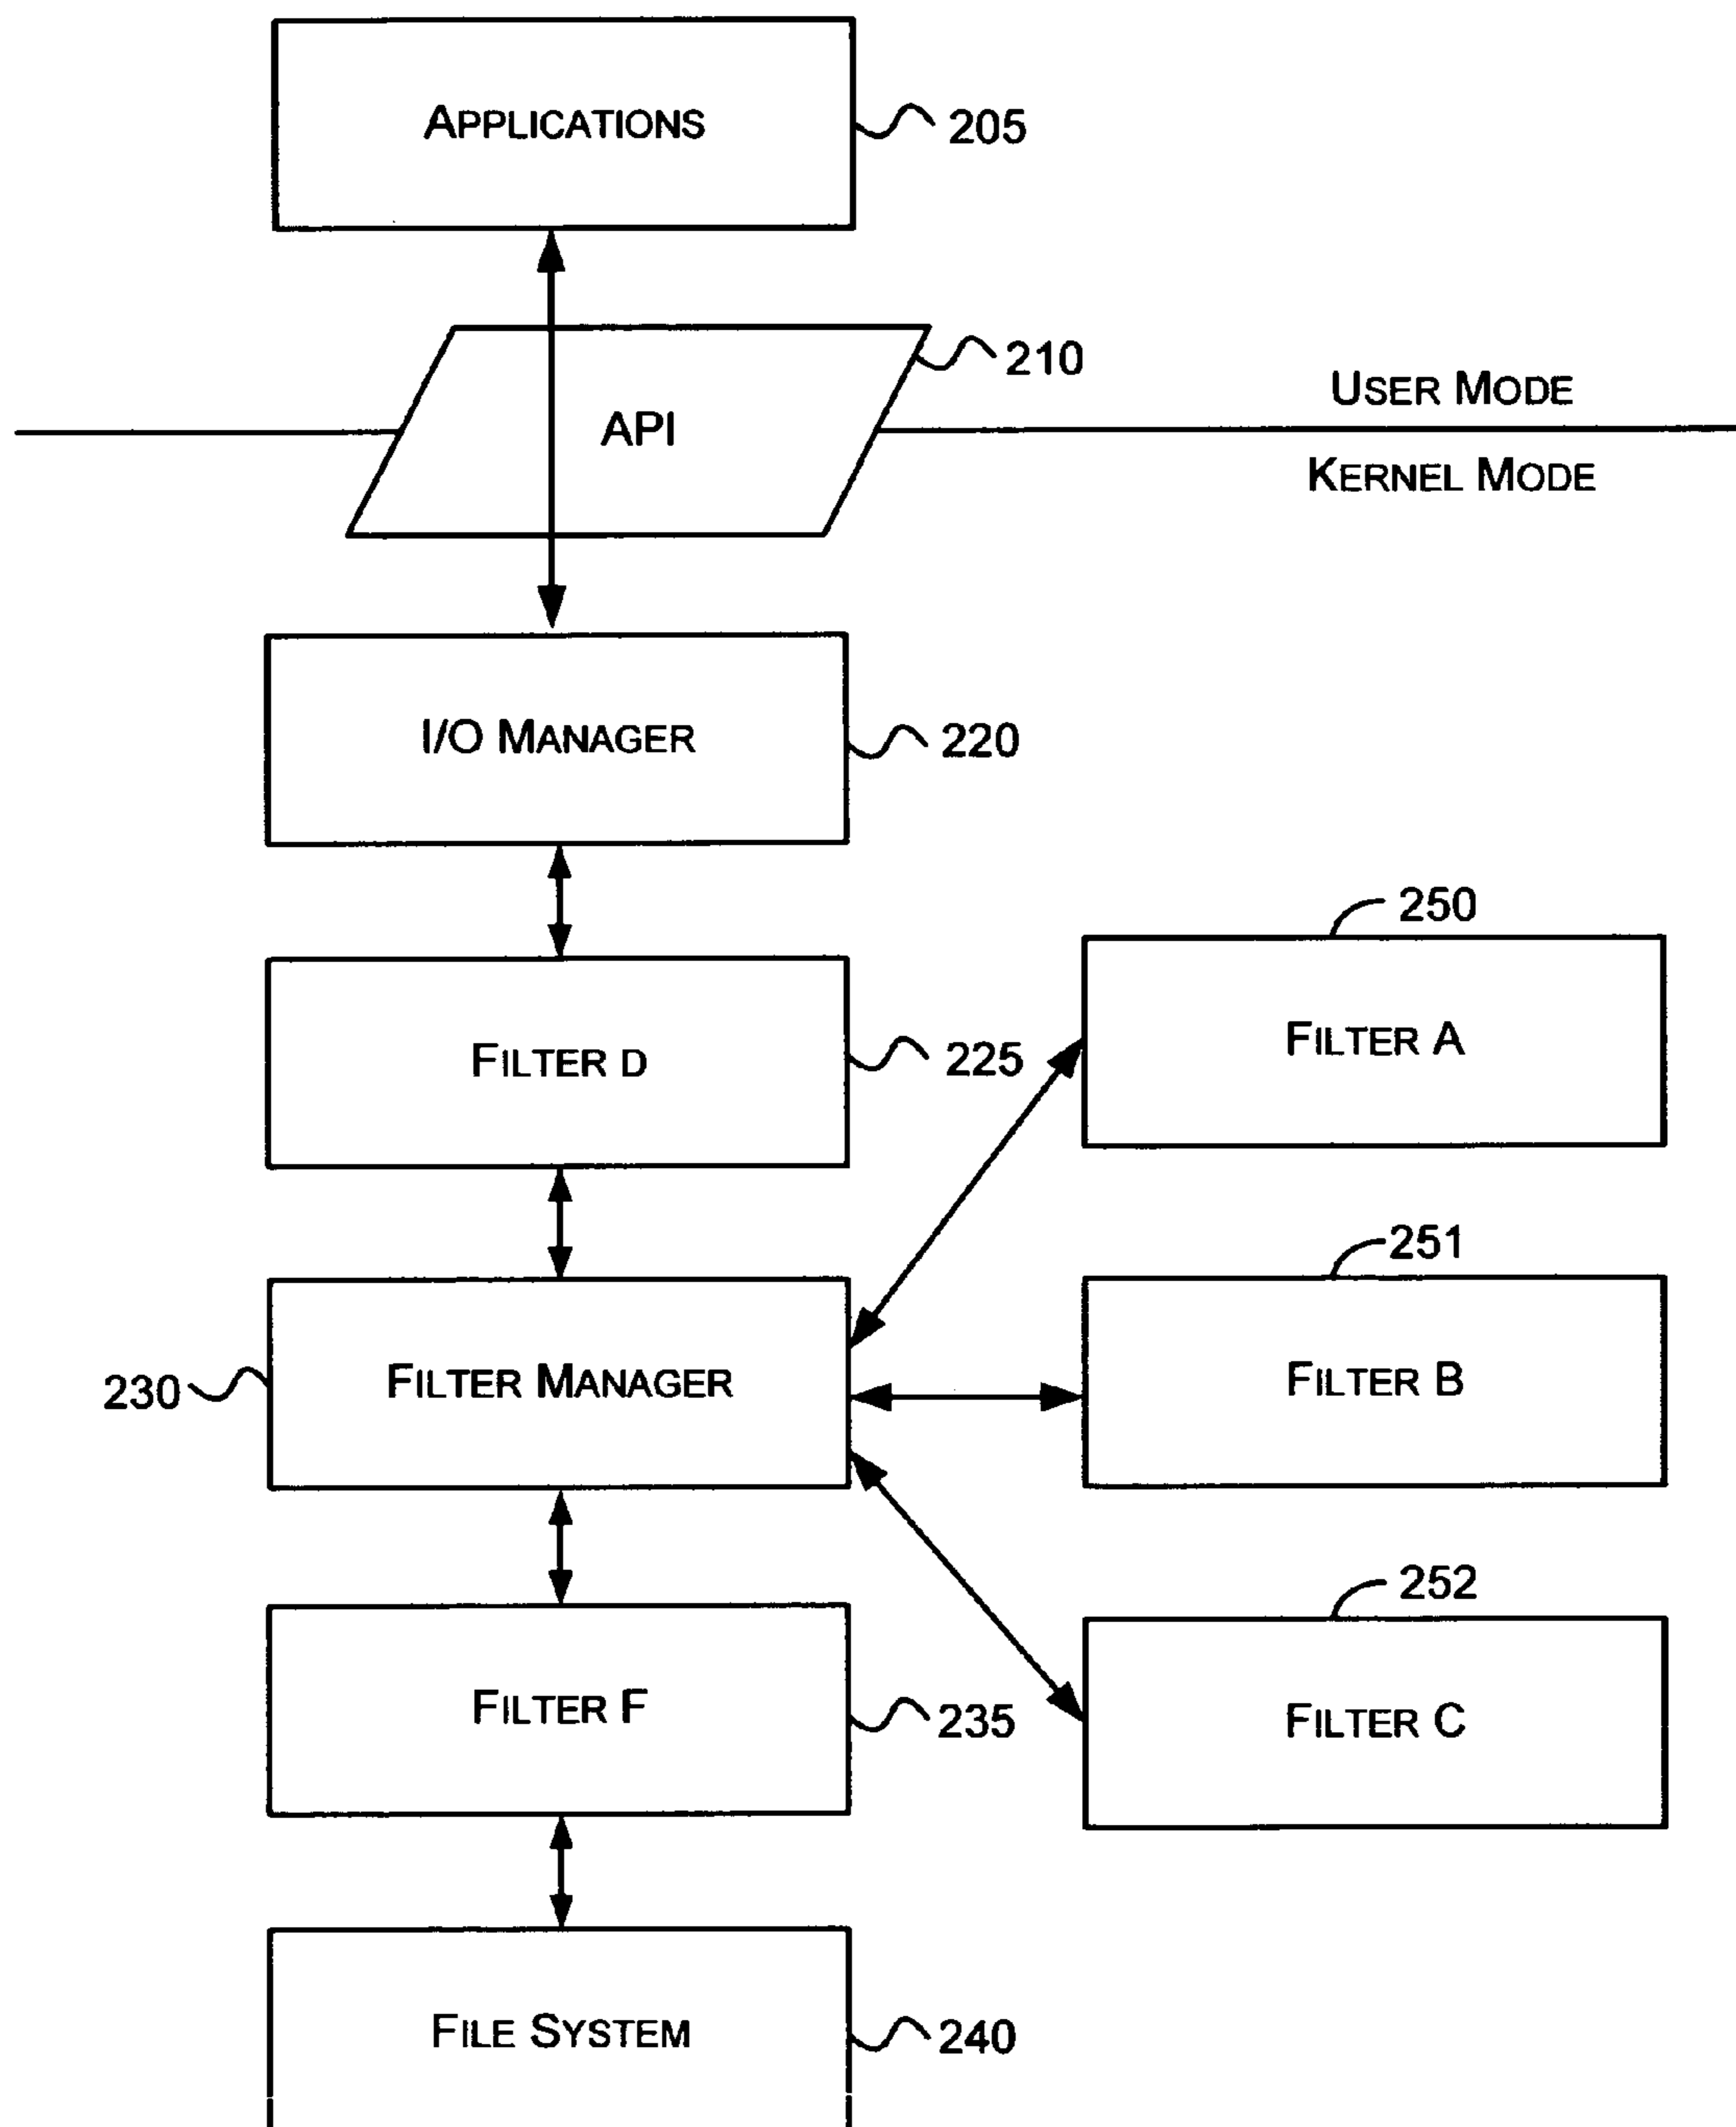 APPLICATIONS
205
210
API
USER MODE
KERNEL MODE
I/O MANAGER
220
250
FILTER A
FILTER D
225
251
FILTER B
230
FILTER MANAGER
252
FILTER C
FILTER F
235
FILE SYSTEM
240